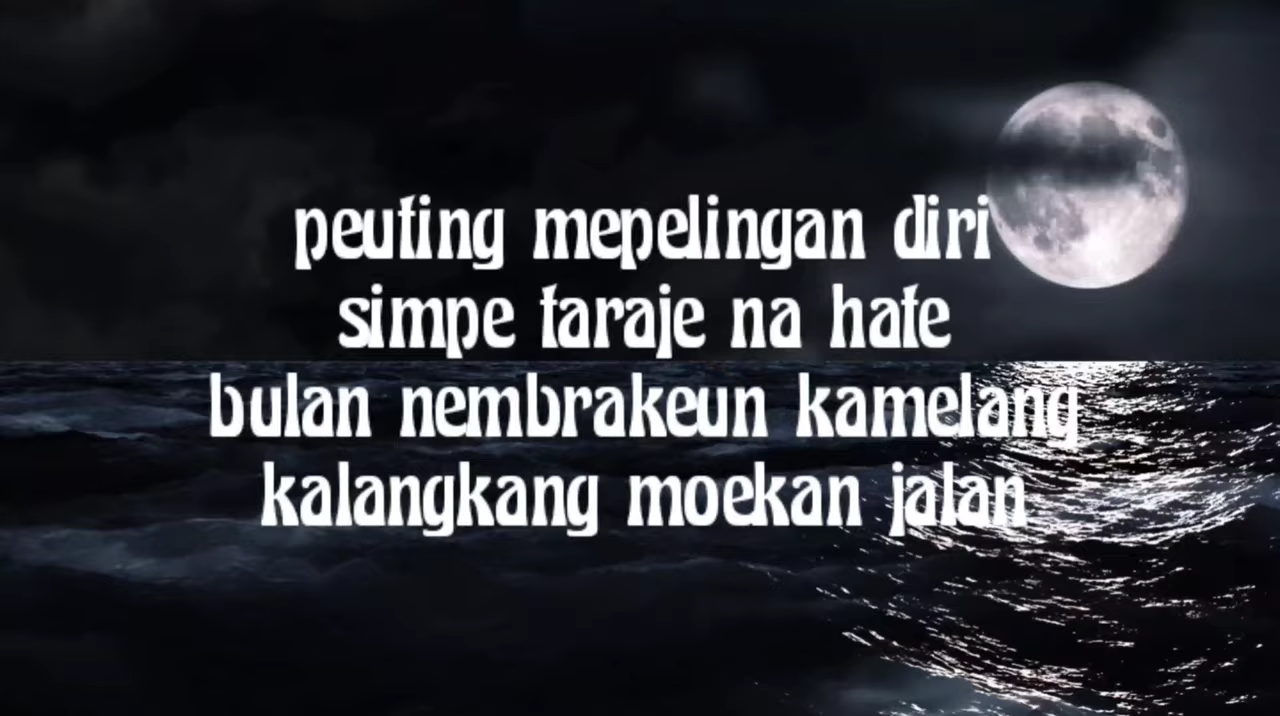 peuting mepelingan diri
simpe taraje na hate
bulan nembrakeun kamelang
kalangkang moekan jalan